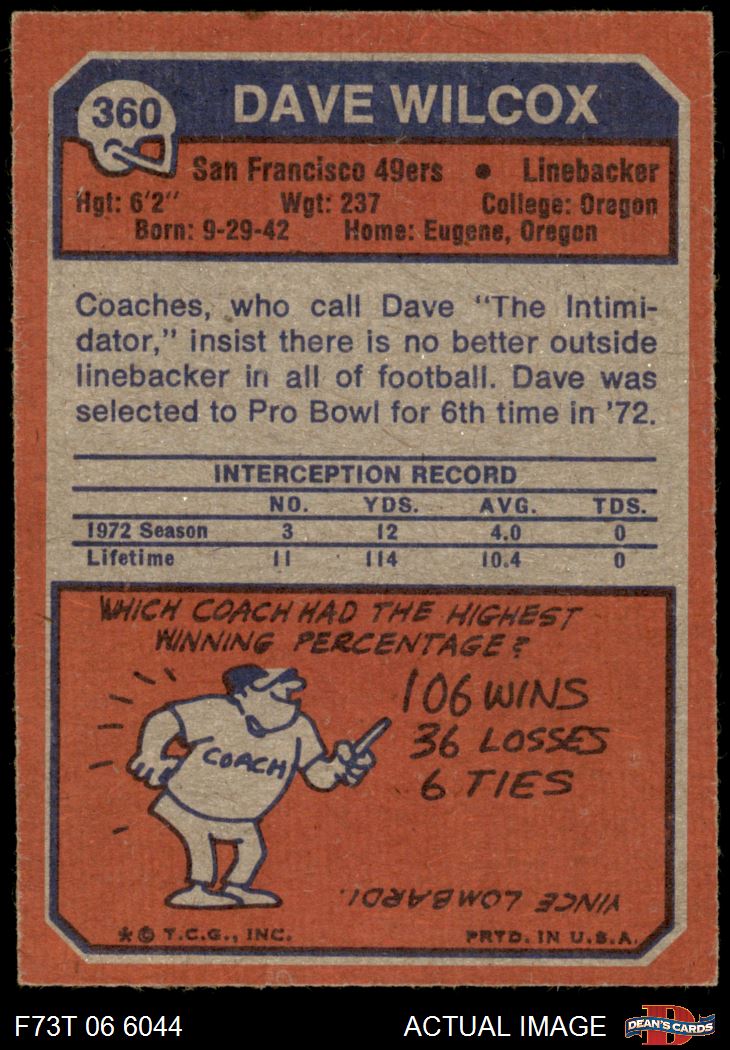 360
DAVE WILCOX
San Francisco 49ers • Linebacker
Hgt: 6'2" Wgt: 237 College: Oregon
Born: 9-29-42 Home: Eugene, Oregon
Coaches, who call Dave "The Intimi-
dator," insist there is no better outside
linebacker in all of football. Dave was
selected to Pro Bowl for 6th time in '72.
INTERCEPTION RECORD
NO. YDS. AVG. TDS.
1972 Season 3 12 4.0 0
Lifetime 11 114 10.4 0
WHICH COACH HAD THE HIGHEST
WINNING PERCENTAGE?
106 WINS
36 LOSSES
6 TIES
COACH
VINCE LOMBARDI.
* © T.C.G., INC. PRTD. IN U.S.A.
F73T 06 6044 ACTUAL IMAGE
D
DEAN'S CARDS